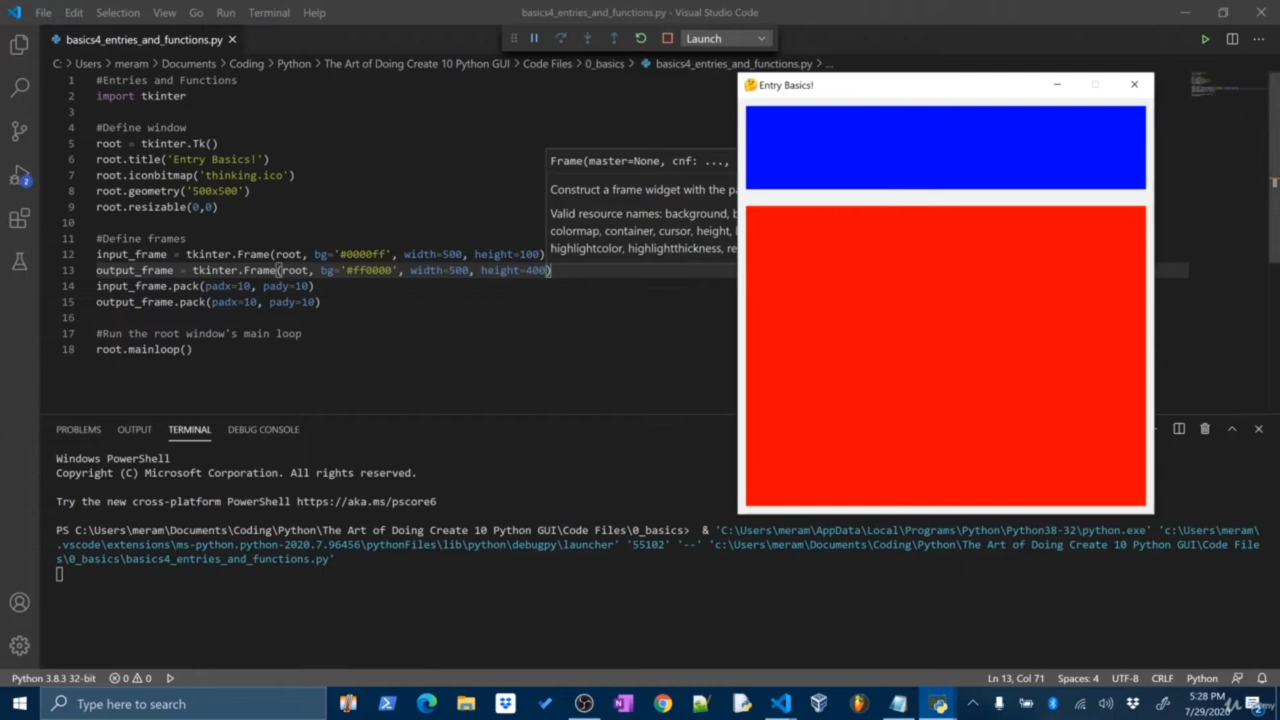 File Edit Selection View Go Run Terminal Help
basics4_entries_and_functions.py - Visual Studio Code
basics4_entries_and_functions.py
Launch
C: > Users > meram > Documents > Coding > Python > The Art of Doing Create 10 Python GUI > Code Files > 0_basics > basics4_entries_and_functions.py > ...
1 #Entries and Functions
2 import tkinter
3
4 #Define window
5 root = tkinter.Tk()
6 root.title('Entry Basics!')
7 root.iconbitmap('thinking.ico')
8 root.geometry('500x500')
9 root.resizable(0,0)
10
11 #Define frames
12 input_frame = tkinter.Frame(root, bg='#0000ff', width=500, height=100)
13 output_frame = tkinter.Frame(root, bg='#ff0000', width=500, height=400)
14 input_frame.pack(padx=10, pady=10)
15 output_frame.pack(padx=10, pady=10)
16
17 #Run the root window's main loop
18 root.mainloop()
Frame(master=None, cnf: ...,
Construct a frame widget with the pa
Valid resource names: background, b
colormap, container, cursor, height,
highlightcolor, highlightthickness, re
Entry Basics!
PROBLEMS OUTPUT TERMINAL DEBUG CONSOLE
Windows PowerShell
Copyright (C) Microsoft Corporation. All rights reserved.
Try the new cross-platform PowerShell https://aka.ms/pscore6
PS C:\Users\meram\Documents\Coding\Python\The Art of Doing Create 10 Python GUI\Code Files\0_basics> & 'C:\Users\meram\AppData\Local\Programs\Python\Python38-32\python.exe' 'c:\Users\meram\
.vscode\extensions\ms-python.python-2020.7.96456\pythonFiles\lib\python\debugpy\launcher' '55102' '--' 'c:\Users\meram\Documents\Coding\Python\The Art of Doing Create 10 Python GUI\Code File
s\0_basics\basics4_entries_and_functions.py'
2
Python 3.8.3 32-bit 0 0 Ln 13, Col 71 Spaces: 4 UTF-8 CRLF Python
Type here to search
5:28 PM
7/29/2020